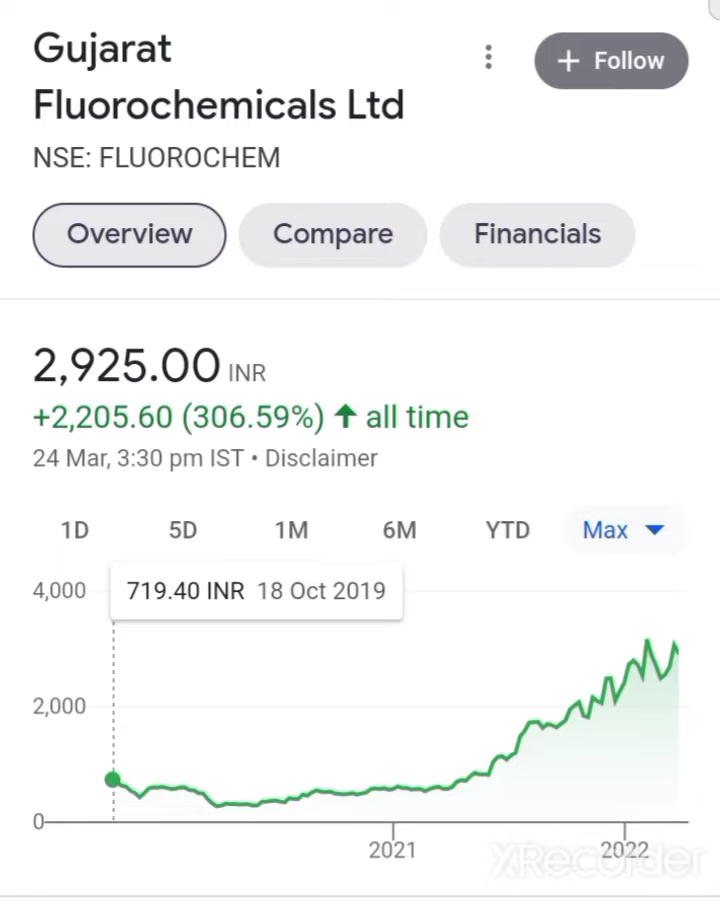 Gujarat
Fluorochemicals Ltd
+ Follow
NSE: FLUOROCHEM
Overview
Compare
Financials
2,925.00 INR
+2,205.60 (306.59%) ↑ all time
24 Mar, 3:30 pm IST • Disclaimer
1D 5D 1M 6M YTD Max
4,000
719.40 INR 18 Oct 2019
2,000
0
2021
2022
XRecorder